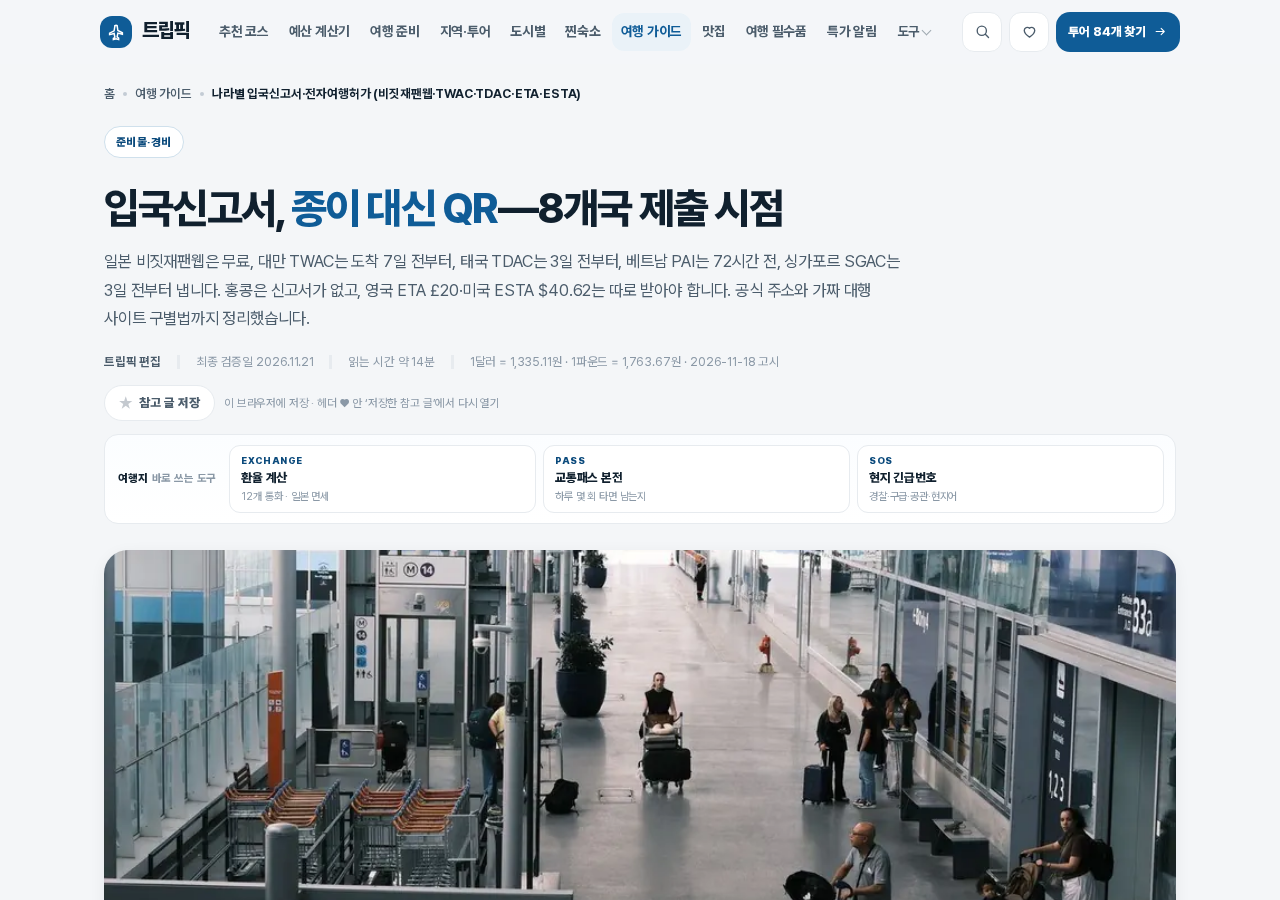 트립픽
추천 코스 예산 계산기 여행 준비 지역·투어 도시별 찐숙소 여행 가이드 맛집 여행 필수품 특가 알림 도구
투어 84개 찾기 →
홈 • 여행 가이드 • 나라별 입국신고서·전자여행허가 (비짓재팬웹·TWAC·TDAC·ETA·ESTA)
준비물·경비
입국신고서, 종이 대신 QR—8개국 제출 시점
일본 비짓재팬웹은 무료, 대만 TWAC는 도착 7일 전부터, 태국 TDAC는 3일 전부터, 베트남 PAI는 72시간 전, 싱가포르 SGAC는
3일 전부터 냅니다. 홍콩은 신고서가 없고, 영국 ETA £20·미국 ESTA $40.62는 따로 받아야 합니다. 공식 주소와 가짜 대행
사이트 구별법까지 정리했습니다.
트립픽 편집 | 최종 검증일 2026.11.21 | 읽는 시간 약 14분 | 1달러 = 1,335.11원 · 1파운드 = 1,763.67원 · 2026-11-18 고시
★ 참고 글 저장 이 브라우저에 저장 · 헤더 ♥ 안 '저장한 참고 글'에서 다시 열기
여행지 바로 쓰는 도구
EXCHANGE
환율 계산
12개 통화 · 일본 면세
PASS
교통패스 본전
하루 몇 회 타면 남는지
SOS
현지 긴급번호
경찰·구급·공관·현지어
M 14
M
14
33a
1,2,3